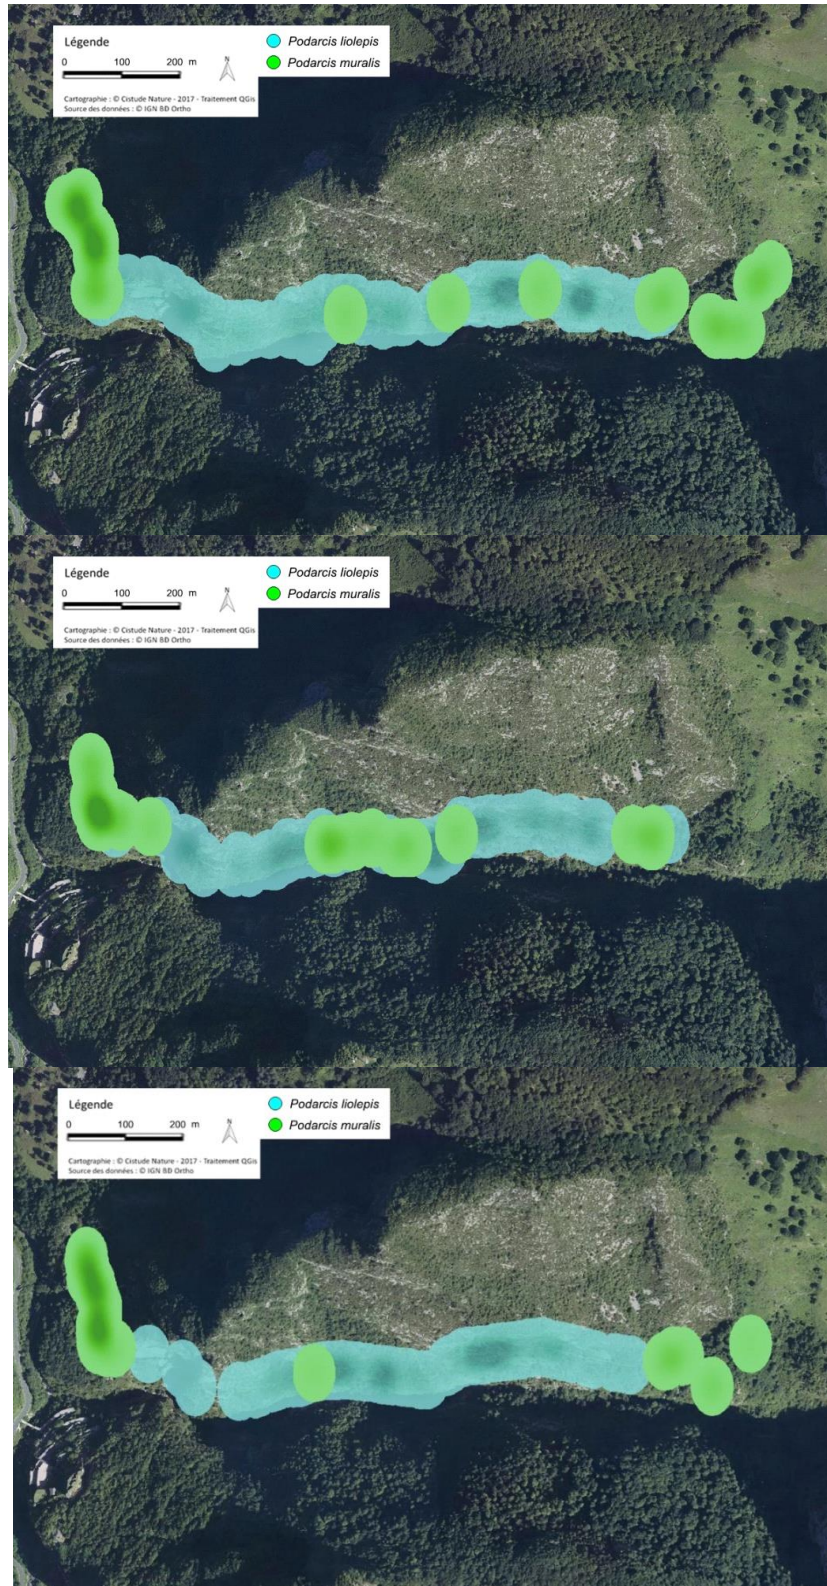 Légende
0 100 200 m
N
Cartographie : © Cistude Nature - 2017 - Traitement QGis
Source des données : © IGN BD Ortho
Podarcis liolepis
Podarcis muralis
Légende
0 100 200 m
N
Cartographie : © Cistude Nature - 2017 - Traitement QGis
Source des données : © IGN BD Ortho
Podarcis liolepis
Podarcis muralis
Légende
0 100 200 m
N
Cartographie : © Cistude Nature - 2017 - Traitement QGis
Source des données : © IGN BD Ortho
Podarcis liolepis
Podarcis muralis